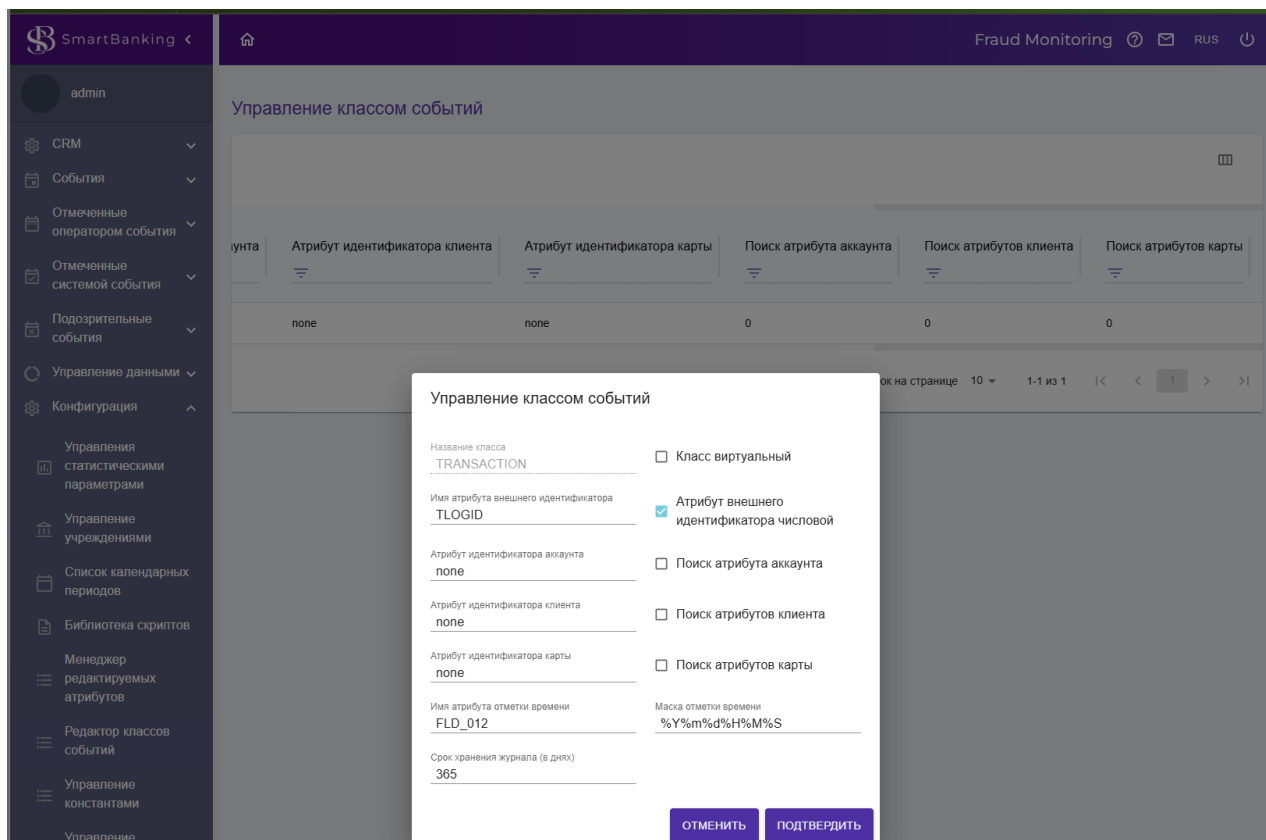 SmartBanking
Fraud Monitoring
RUS
admin
CRM
События
Отмеченные
оператором события
Отмеченные
системой события
Подозрительные
события
Управление данными
Конфигурация
Управления
статистическими
параметрами
Управление
учреждениями
Список календарных
периодов
Библиотека скриптов
Менеджер
редактируемых
атрибутов
Редактор классов
событий
Управление
константами
Управление
Управление классом событий
Атрибут идентификатора клиента
Атрибут идентификатора карты
Поиск атрибута аккаунта
Поиск атрибутов клиента
Поиск атрибутов карты
none
none
0
0
0
на странице 10
1-1 из 1
1
Управление классом событий
Название класса
TRANSACTION
Класс виртуальный
Имя атрибута внешнего идентификатора
TLOGID
Атрибут внешнего
идентификатора числовой
Атрибут идентификатора аккаунта
none
Поиск атрибута аккаунта
Атрибут идентификатора клиента
none
Поиск атрибутов клиента
Атрибут идентификатора карты
none
Поиск атрибутов карты
Имя атрибута отметки времени
FLD_012
Маска отметки времени
%Y%m%d%H%M%S
Срок хранения журнала (в днях)
365
ОТМЕНИТЬ
ПОДТВЕРДИТЬ